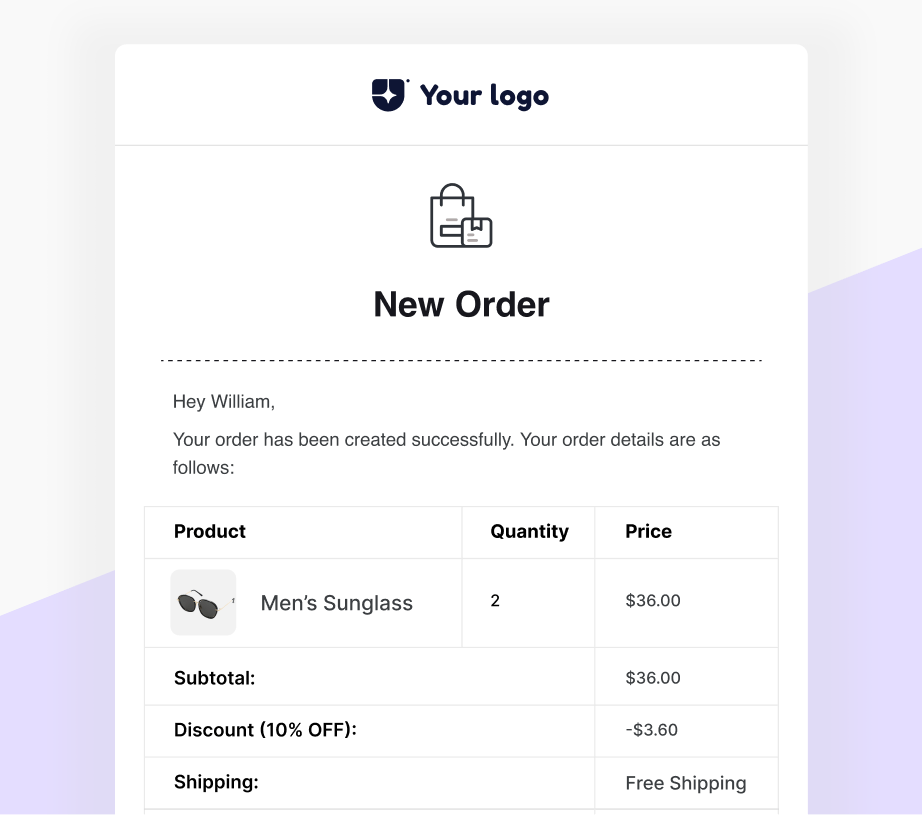 Your logo
New Order
Hey William,
Your order has been created successfully. Your order details are as
follows:
Product Quantity Price
Men’s Sunglass 2 $36.00
Subtotal: $36.00
Discount (10% OFF): -$3.60
Shipping: Free Shipping